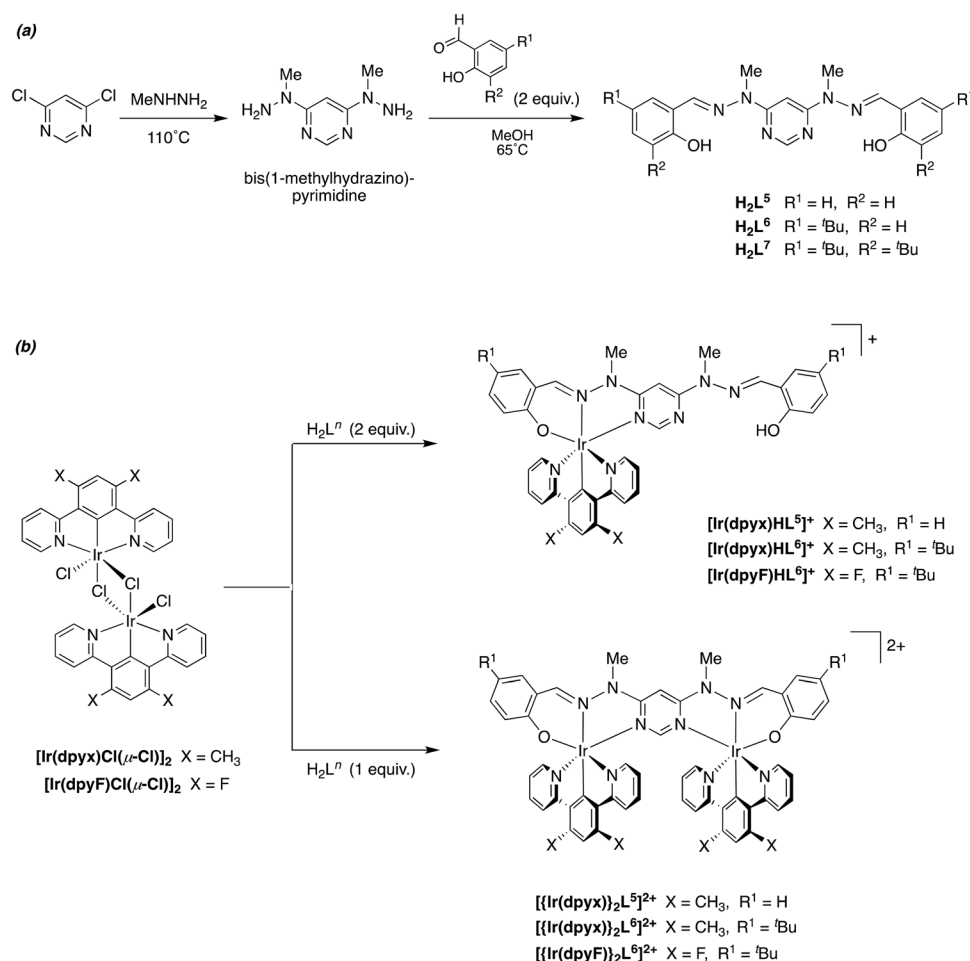 (a)
Cl
Cl
N
N
MeNHNH2
110˚C
Me
N
H2N
Me
N
NH2
N
N
bis(1-methylhydrazino)-
pyrimidine
O
HO
R1
R2
(2 equiv.)
MeOH
65˚C
R1
Me
N
N
Me
N
N
R1
N
N
OH
HO
R2
R2
H2L5 R1 = H, R2 = H
H2L6 R1 = tBu, R2 = H
H2L7 R1 = tBu, R2 = tBu
(b)
X
X
N
N
Ir
Cl
Cl
Cl
Cl
Ir
N
N
X
X
[Ir(dpyx)Cl(μ-Cl)]2 X = CH3
[Ir(dpyF)Cl(μ-Cl)]2 X = F
H2Ln (2 equiv.)
+
R1
Me
N
N
Me
N
N
R1
O
N
N
HO
Ir
N
N
X
X
[Ir(dpyx)HL5]+ X = CH3, R1 = H
[Ir(dpyx)HL6]+ X = CH3, R1 = tBu
[Ir(dpyF)HL6]+ X = F, R1 = tBu
H2Ln (1 equiv.)
2+
R1
Me
N
N
Me
N
N
R1
O
N
N
O
Ir
Ir
N
N
N
N
X
X
X
X
[{Ir(dpyx)}2L5]2+ X = CH3, R1 = H
[{Ir(dpyx)}2L6]2+ X = CH3, R1 = tBu
[{Ir(dpyF)}2L6]2+ X = F, R1 = tBu